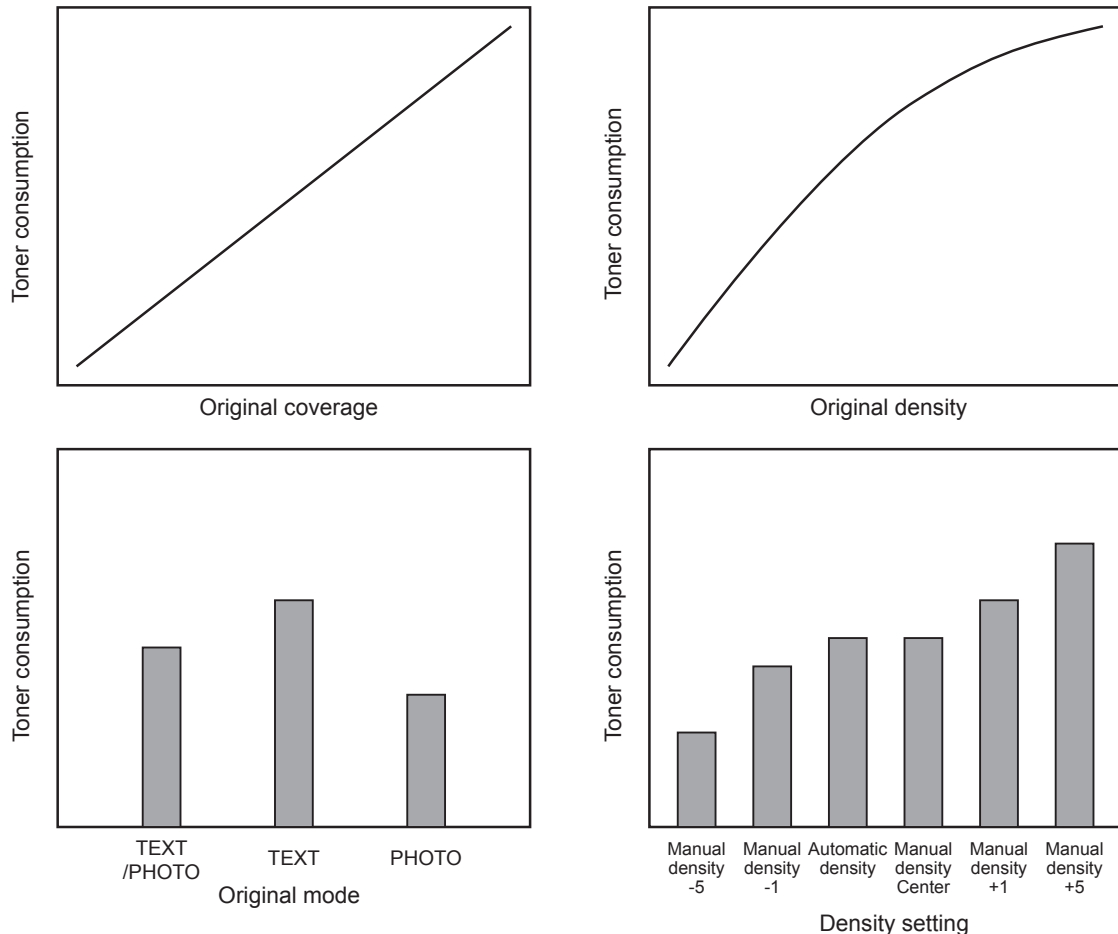 Toner consumption
Original coverage
Toner consumption
Original density
Toner consumption
TEXT
/PHOTO
TEXT
PHOTO
Original mode
Toner consumption
Manual
density
-5
Manual
density
-1
Automatic
density
Manual
density
Center
Manual
density
+1
Manual
density
+5
Density setting